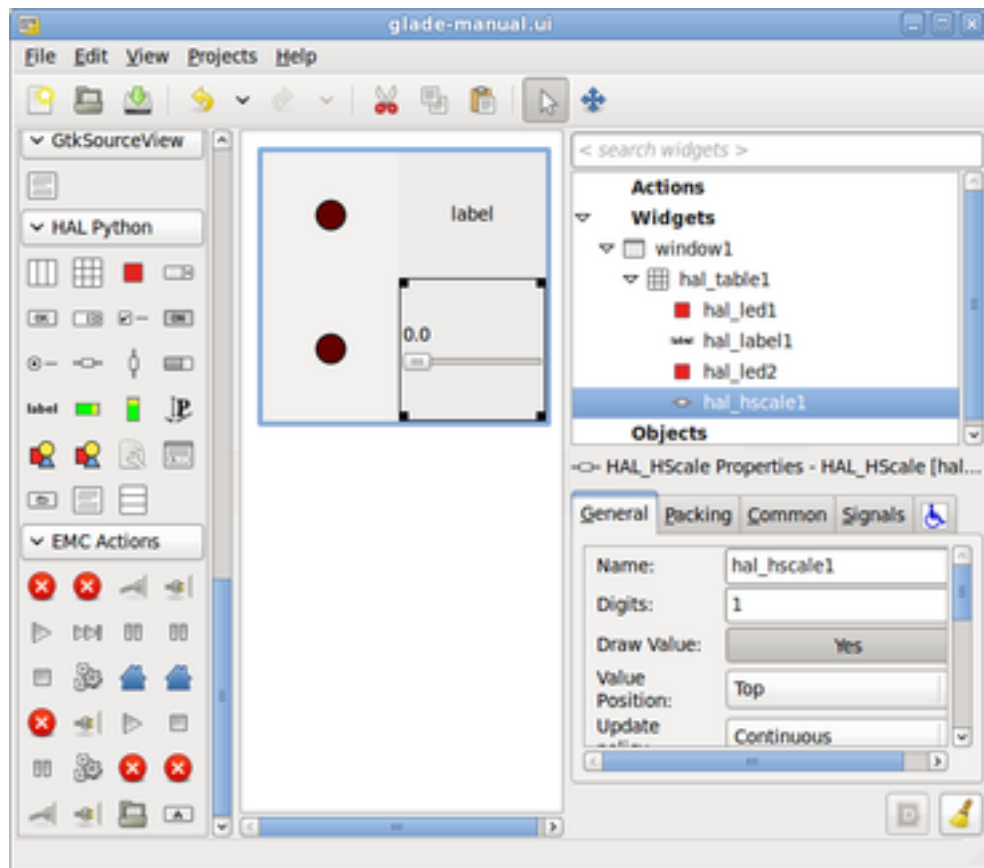 glade-manual.ui
File Edit View Projects Help
GtkSourceView
HAL Python
label
EMC Actions
label
0.0
< search widgets >
Actions
Widgets
window1
hal_table1
hal_led1
label hal_label1
hal_led2
hal_hscale1
Objects
HAL_HScale Properties - HAL_HScale [hal...
General Packing Common Signals
Name: hal_hscale1
Digits: 1
Draw Value: Yes
Value
Position: Top
Update
policy Continuous